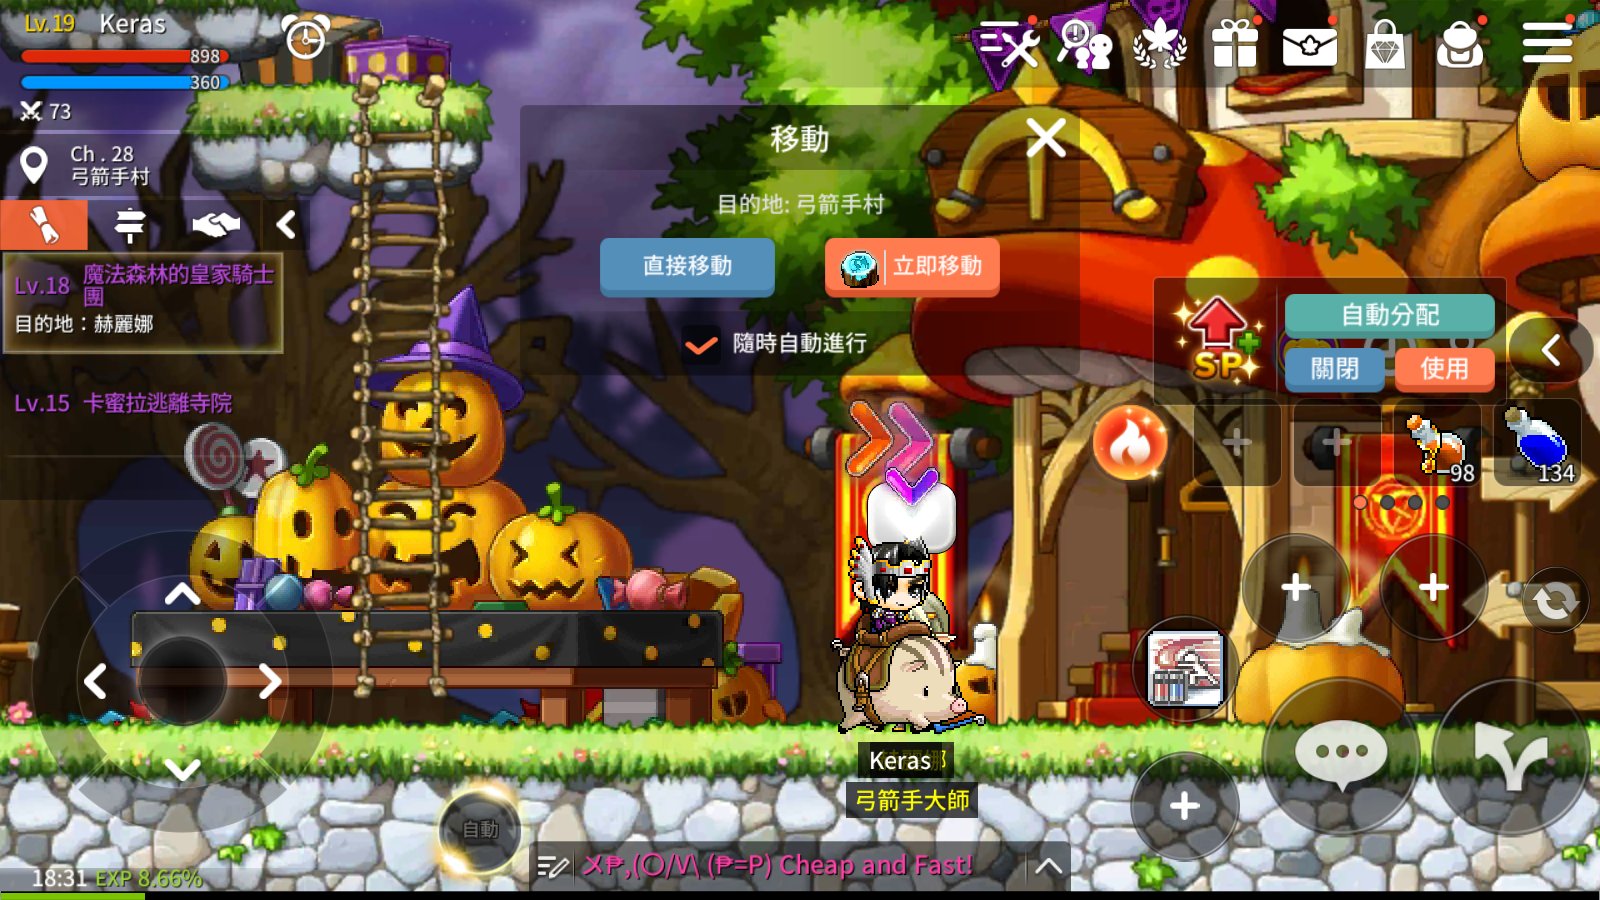 Lv.19 Keras
898
360
73
Ch . 28
弓箭手村
Lv.18 魔法森林的皇家騎士
團
目的地：赫麗娜
Lv.15 卡蜜拉逃離寺院
移動
目的地: 弓箭手村
直接移動
立即移動
隨時自動進行
SP
自動分配
關閉
使用
98
134
Keras
弓箭手大師
自動
18:31 EXP 8.66%
乄₱,(〇/V\ (₱=P) Cheap and Fast!